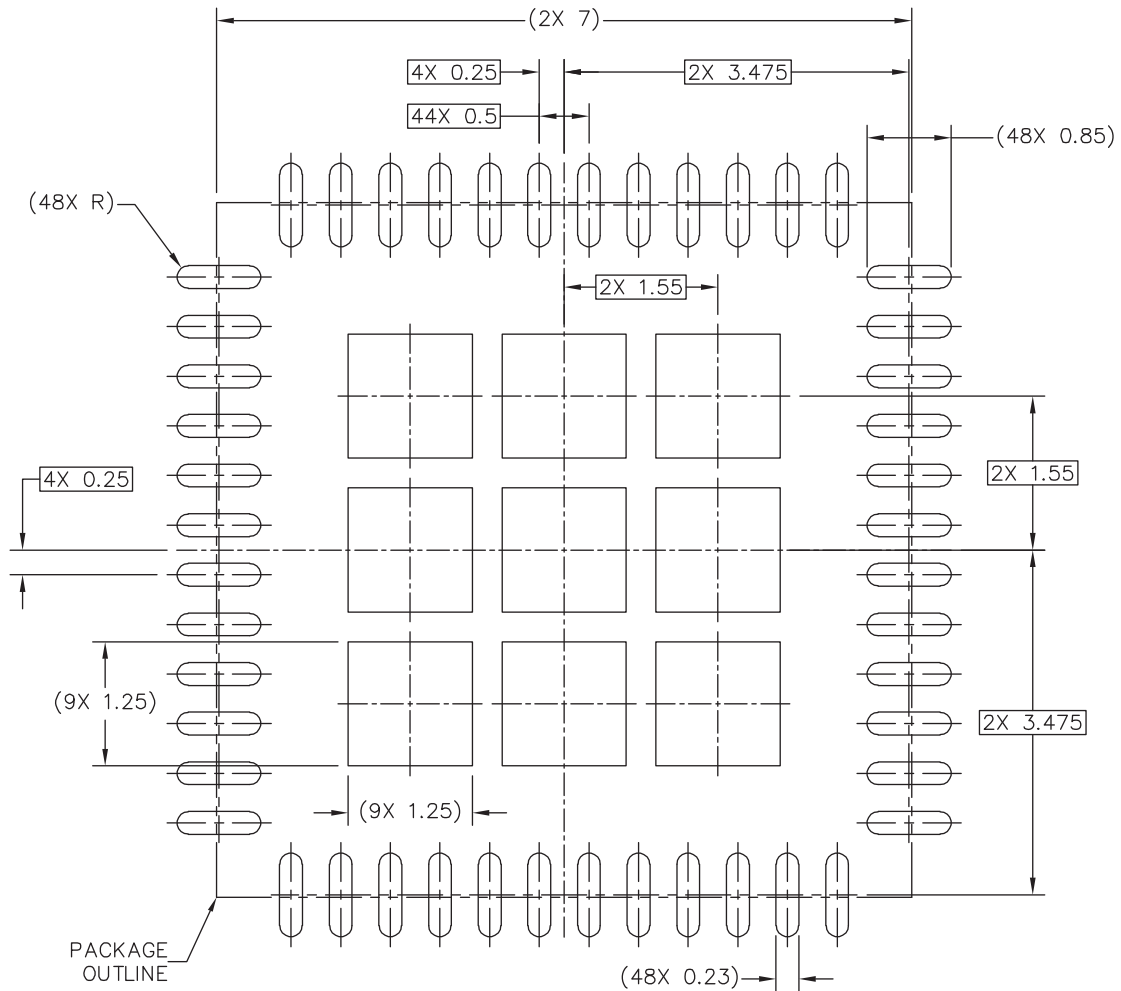 (2X 7)
4X 0.25
2X 3.475
44X 0.5
(48X 0.85)
(48X R)
2X 1.55
2X 1.55
4X 0.25
(9X 1.25)
2X 3.475
(9X 1.25)
PACKAGE
OUTLINE
(48X 0.23)